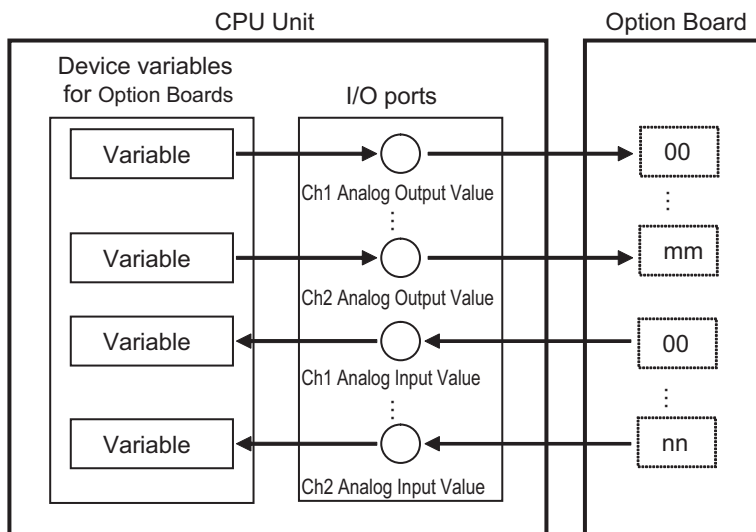 CPU Unit
Option Board
Device variables
for Option Boards
I/O ports
Variable
00
Ch1 Analog Output Value
Variable
mm
Ch2 Analog Output Value
Variable
00
Ch1 Analog Input Value
Variable
nn
Ch2 Analog Input Value